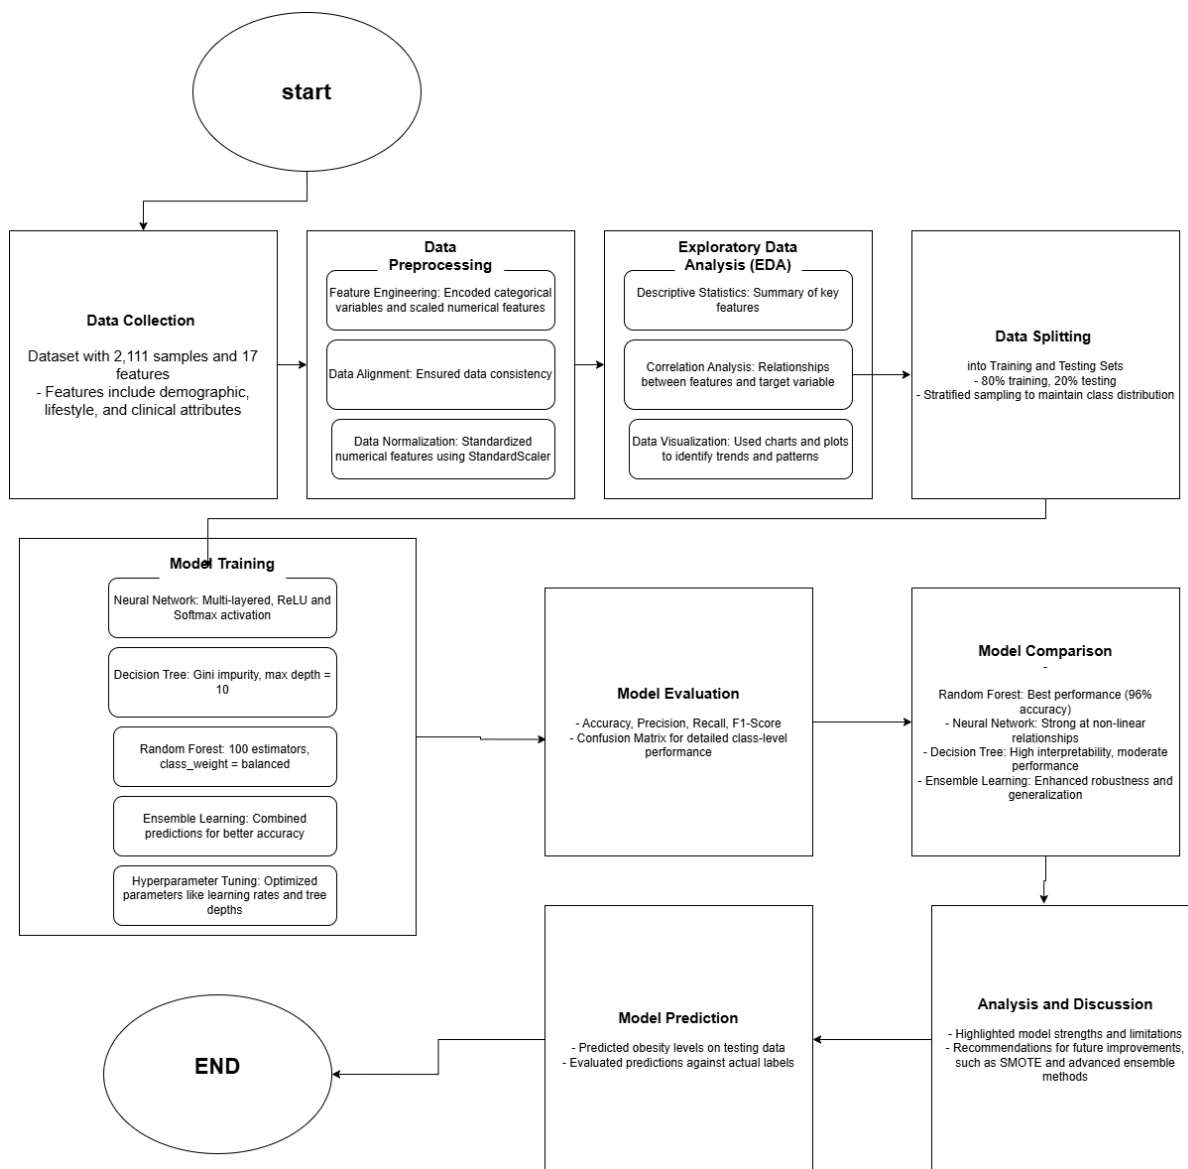 start
Data Collection
Dataset with 2,111 samples and 17
features
- Features include demographic,
lifestyle, and clinical attributes
Data
Preprocessing
Feature Engineering: Encoded categorical
variables and scaled numerical features
Data Alignment: Ensured data consistency
Data Normalization: Standardized
numerical features using StandardScaler
Exploratory Data
Analysis (EDA)
Descriptive Statistics: Summary of key
features
Correlation Analysis: Relationships
between features and target variable
Data Visualization: Used charts and plots
to identify trends and patterns
Data Splitting
into Training and Testing Sets
- 80% training, 20% testing
- Stratified sampling to maintain class distribution
Model Training
Neural Network: Multi-layered, ReLU and
Softmax activation
Decision Tree: Gini impurity, max depth =
10
Random Forest: 100 estimators,
class_weight = balanced
Ensemble Learning: Combined
predictions for better accuracy
Hyperparameter Tuning: Optimized
parameters like learning rates and tree
depths
Model Evaluation
- Accuracy, Precision, Recall, F1-Score
- Confusion Matrix for detailed class-level
performance
Model Comparison
-
Random Forest: Best performance (96%
accuracy)
- Neural Network: Strong at non-linear
relationships
- Decision Tree: High interpretability, moderate
performance
- Ensemble Learning: Enhanced robustness and
generalization
Analysis and Discussion
- Highlighted model strengths and limitations
- Recommendations for future improvements,
such as SMOTE and advanced ensemble
methods
Model Prediction
- Predicted obesity levels on testing data
- Evaluated predictions against actual labels
END